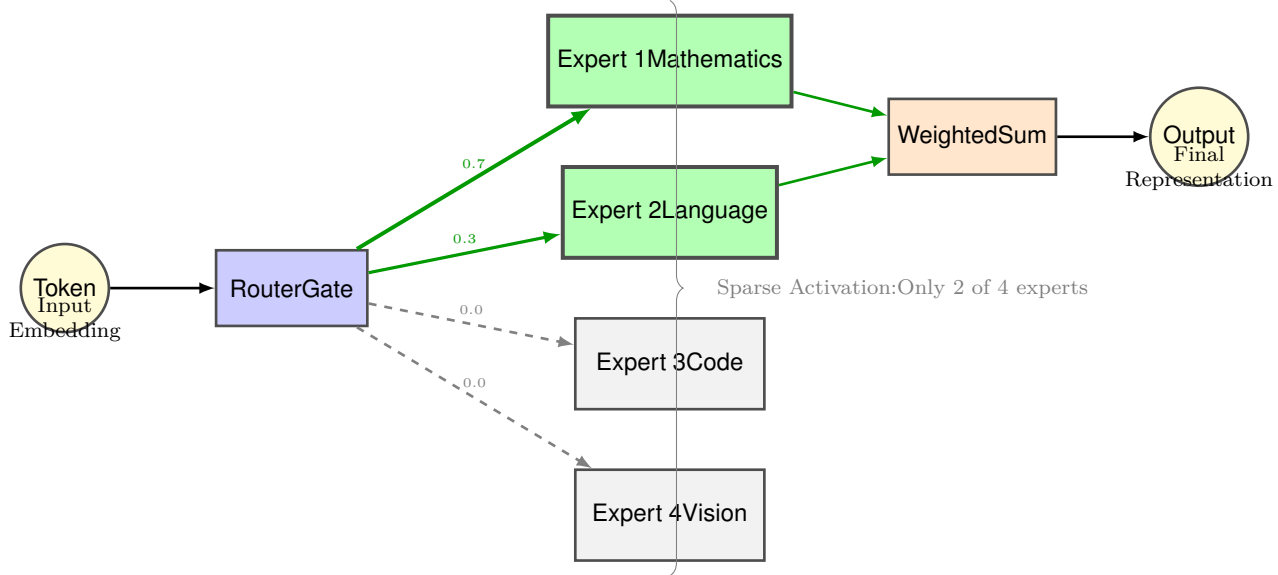 Expert 1Mathematics
WeightedSum
Output
Final
Representation
0.7
Expert 2Language
0.3
Token
Input
Embedding
RouterGate
Sparse Activation:Only 2 of 4 experts
0.0
Expert 3Code
0.0
Expert 4Vision